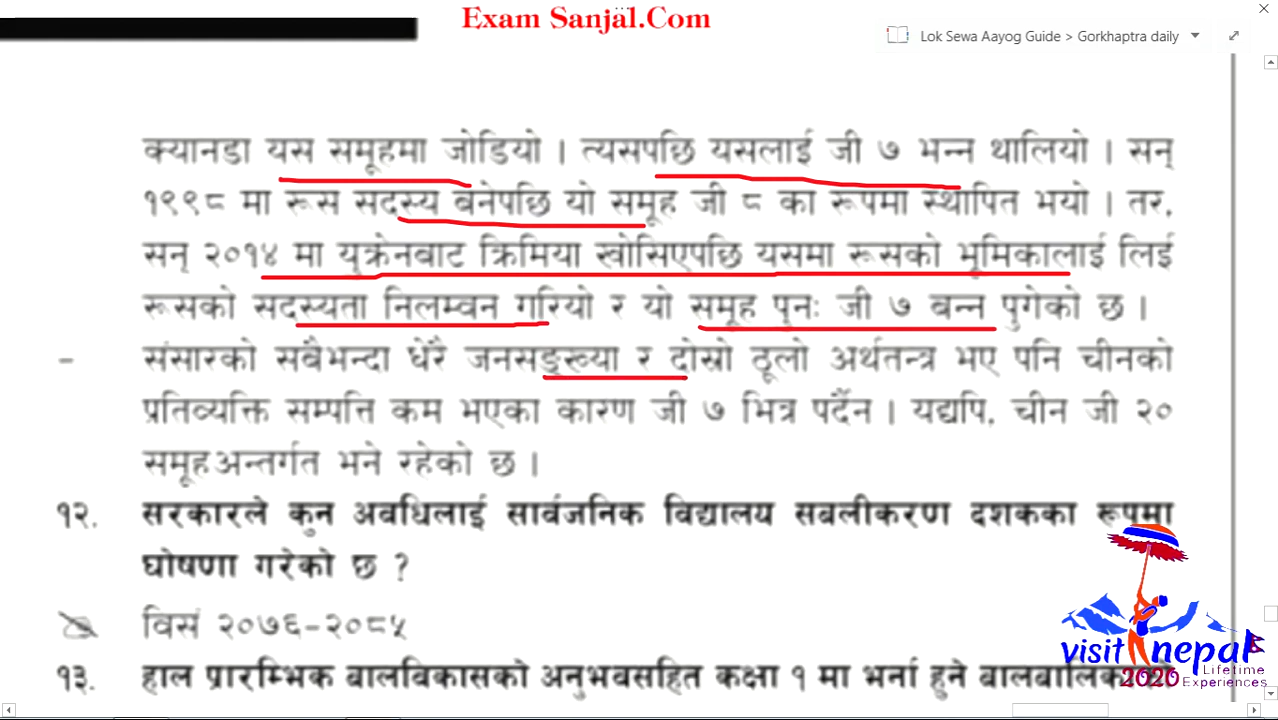 Exam Sanjal.Com
Lok Sewa Aayog Guide > Gorkhaptra daily
क्यानडा यस समूहमा जोडियो । त्यसपछि यसलाई जी ७ भन्न थालियो । सन्
१९९८ मा रूस सदस्य बनेपछि यो समूह जी ८ का रूपमा स्थापित भयो । तर,
सन् २०१४ मा युक्रेनबाट क्रिमिया खोसिएपछि यसमा रूसको भूमिकालाई लिई
रूसको सदस्यता निलम्वन गरियो र यो समूह पुनः जी ७ बन्न पुगेको छ ।
- संसारको सबैभन्दा धेरै जनसङ्ख्या र दोस्रो ठूलो अर्थतन्त्र भए पनि चीनको
प्रतिव्यक्ति सम्पत्ति कम भएका कारण जी ७ भित्र पर्दैन । यद्यपि, चीन जी २०
समूहअन्तर्गत भने रहेको छ ।
१२. सरकारले कुन अवधिलाई सार्वजनिक विद्यालय सबलीकरण दशकका रूपमा
घोषणा गरेको छ ?
विसं २०७६-२०८५
१३. हाल प्रारम्भिक बालविकासको अनुभवसहित कक्षा १ मा भर्ना हुने
visit nepal
2020 Lifetime
Experiences